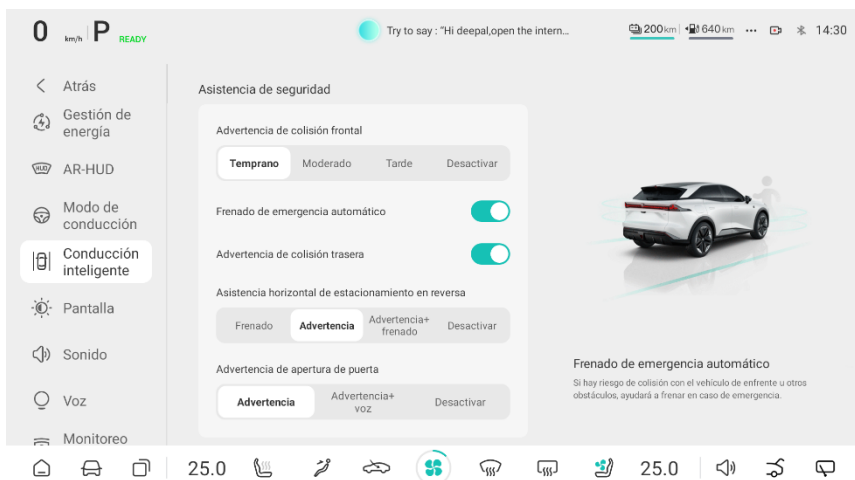 0 km/h P READY
Try to say : "Hi deepal,open the intern...
200km 640 km ... 14:30
Atrás
Gestión de
energía
HUD AR-HUD
Modo de
conducción
Conducción
inteligente
Pantalla
Sonido
Voz
Monitoreo
Asistencia de seguridad
Advertencia de colisión frontal
Temprano Moderado Tarde Desactivar
Frenado de emergencia automático
Advertencia de colisión trasera
Asistencia horizontal de estacionamiento en reversa
Frenado Advertencia Advertencia+ Desactivar
frenado
Advertencia de apertura de puerta
Advertencia Advertencia+ Desactivar
voz
Frenado de emergencia automático
Si hay riesgo de colisión con el vehículo de enfrente u otros
obstáculos, ayudará a frenar en caso de emergencia.
25.0 25.0